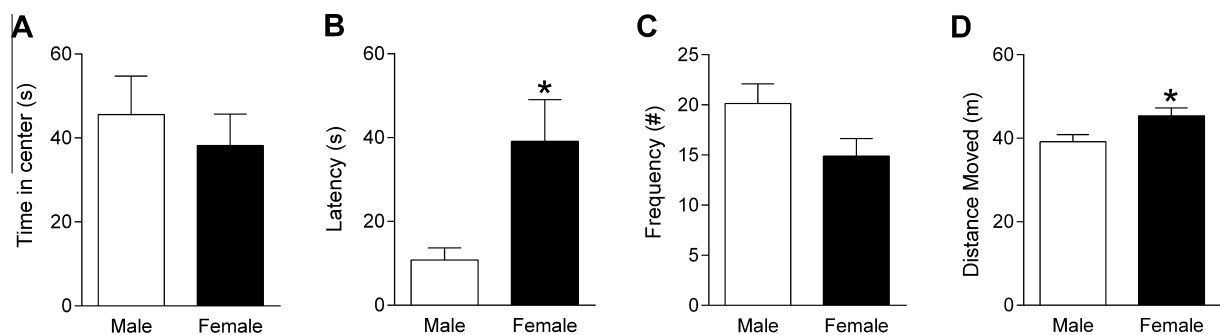 A
Time in center (s)
60
40
20
0
Male Female
B
Latency (s)
60
40
20
0
*
Male Female
C
Frequency (#)
25
20
15
10
5
0
Male Female
D
Distance Moved (m)
60
40
20
0
*
Male Female